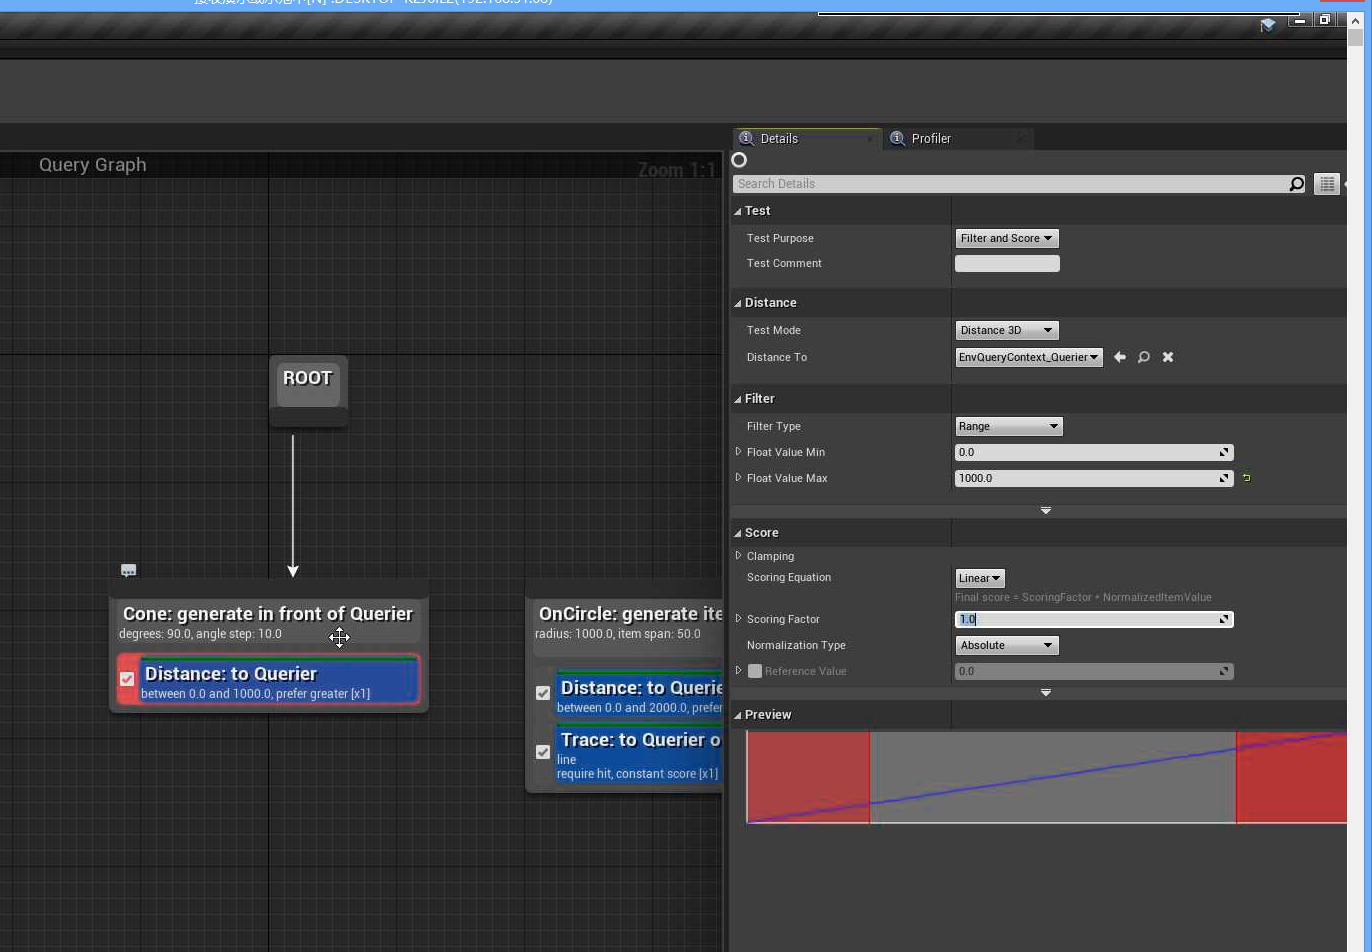 Details
Profiler
Query Graph
Zoom 1:1
Search Details
Test
Test Purpose
Filter and Score
Test Comment
Distance
Test Mode
Distance 3D
Distance To
EnvQueryContext_Querier
Filter
Filter Type
Range
Float Value Min
0.0
Float Value Max
1000.0
Score
Clamping
Scoring Equation
Linear
Final score = ScoringFactor * NormalizedItemValue
Scoring Factor
1.0
Normalization Type
Absolute
Reference Value
0.0
Preview
ROOT
Cone: generate in front of Querier
degrees: 90.0, angle step: 10.0
Distance: to Querier
between 0.0 and 1000.0, prefer greater [x1]
OnCircle: generate ite
radius: 1000.0, item span: 50.0
Distance: to Querie
between 0.0 and 2000.0, prefer
Trace: to Querier o
line
require hit, constant score [x1]